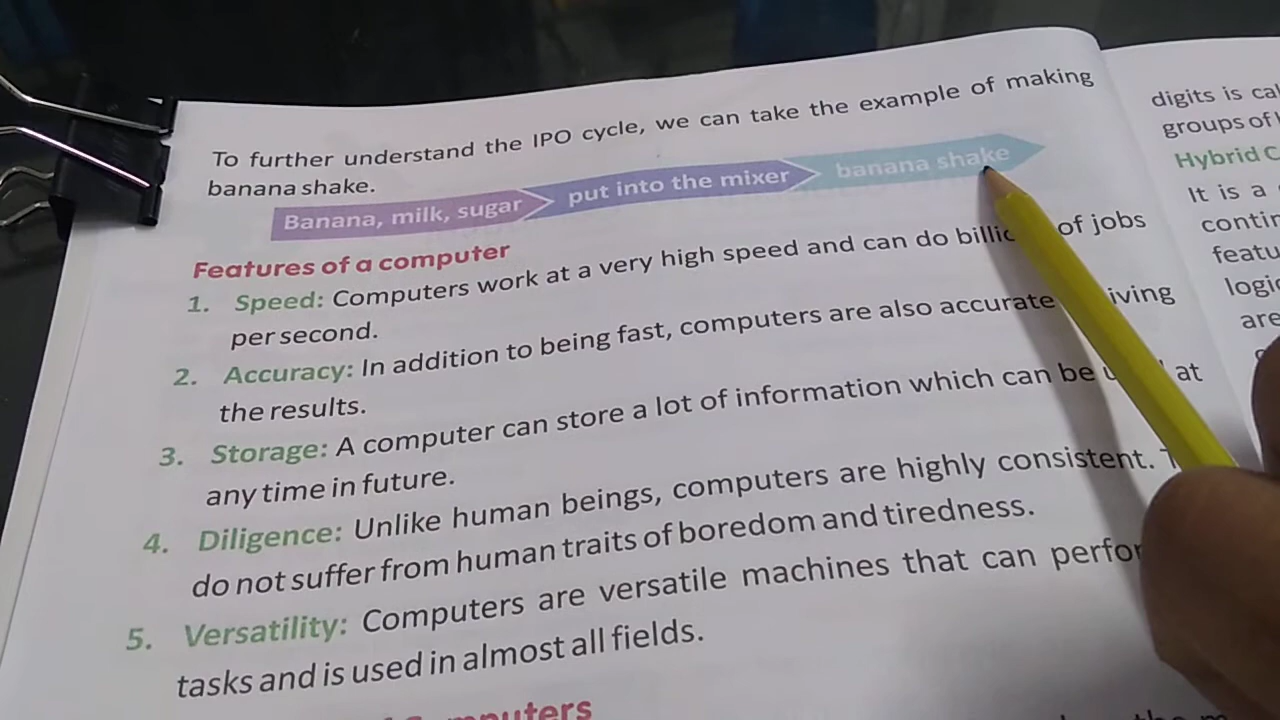 To further understand the IPO cycle, we can take the example of making
banana shake.
Banana, milk, sugar put into the mixer banana shake
Features of a computer
1. Speed: Computers work at a very high speed and can do of jobs
per second.
2. Accuracy: In addition to being fast, computers are also accurate
the results.
3. Storage: A computer can store a lot of information which can be at
any time in future.
4. Diligence: Unlike human beings, computers are highly consistent.
do not suffer from human traits of boredom and tiredness.
5. Versatility: Computers are versatile machines that can
tasks and is used in almost all fields.
digits is
groups of
Hybrid
It is a
are